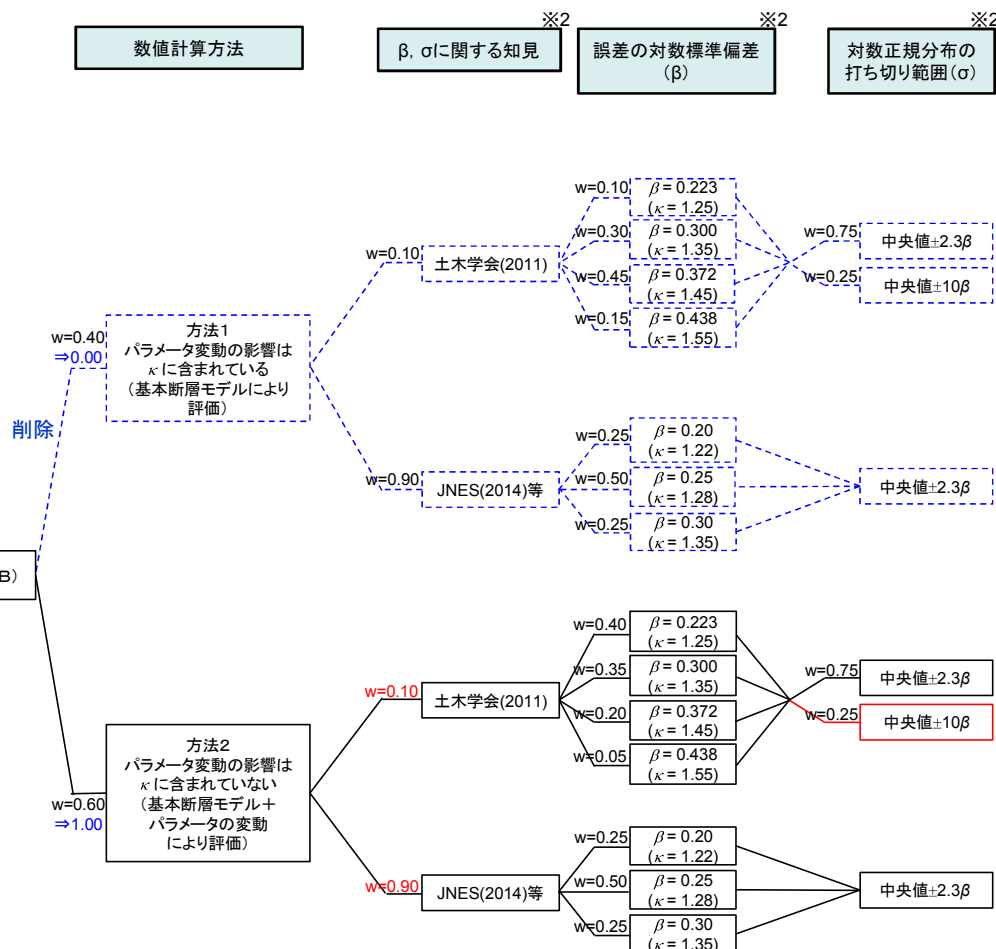 ※2
※2
※2
数値計算方法
β, σに関する知見
誤差の対数標準偏差
(β)
対数正規分布の
打ち切り範囲(σ)
w=0.40
⇒0.00
削除
方法1
パラメータ変動の影響は
κに含まれている
(基本断層モデルにより
評価)
w=0.10
土木学会(2011)
w=0.10
β = 0.223
(κ = 1.25)
w=0.30
β = 0.300
(κ = 1.35)
w=0.45
β = 0.372
(κ = 1.45)
w=0.15
β = 0.438
(κ = 1.55)
w=0.75
中央値±2.3β
w=0.25
中央値±10β
w=0.90
JNES(2014)等
w=0.25
β = 0.20
(κ = 1.22)
w=0.50
β = 0.25
(κ = 1.28)
w=0.25
β = 0.30
(κ = 1.35)
中央値±2.3β
B)
w=0.60
⇒1.00
方法2
パラメータ変動の影響は
κに含まれていない
(基本断層モデル+
パラメータの変動
により評価)
w=0.10
土木学会(2011)
w=0.40
β = 0.223
(κ = 1.25)
w=0.35
β = 0.300
(κ = 1.35)
w=0.20
β = 0.372
(κ = 1.45)
w=0.05
β = 0.438
(κ = 1.55)
w=0.75
中央値±2.3β
w=0.25
中央値±10β
w=0.90
JNES(2014)等
w=0.25
β = 0.20
(κ = 1.22)
w=0.50
β = 0.25
(κ = 1.28)
w=0.25
β = 0.30
(κ = 1.35)
中央値±2.3β